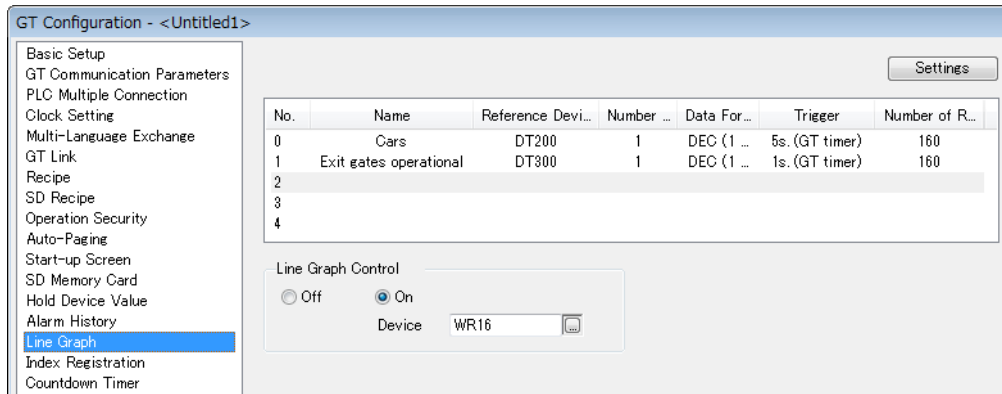 GT Configuration - <Untitled1>
Basic Setup
GT Communication Parameters
PLC Multiple Connection
Clock Setting
Multi-Language Exchange
GT Link
Recipe
SD Recipe
Operation Security
Auto-Paging
Start-up Screen
SD Memory Card
Hold Device Value
Alarm History
Line Graph
Index Registration
Countdown Timer
Settings
No. Name Reference Devi... Number ... Data For... Trigger Number of R...
0 Cars DT200 1 DEC (1 ... 5s. (GT timer) 160
1 Exit gates operational DT300 1 DEC (1 ... 1s. (GT timer) 160
2
3
4
Line Graph Control
Off On
Device WR16 ...